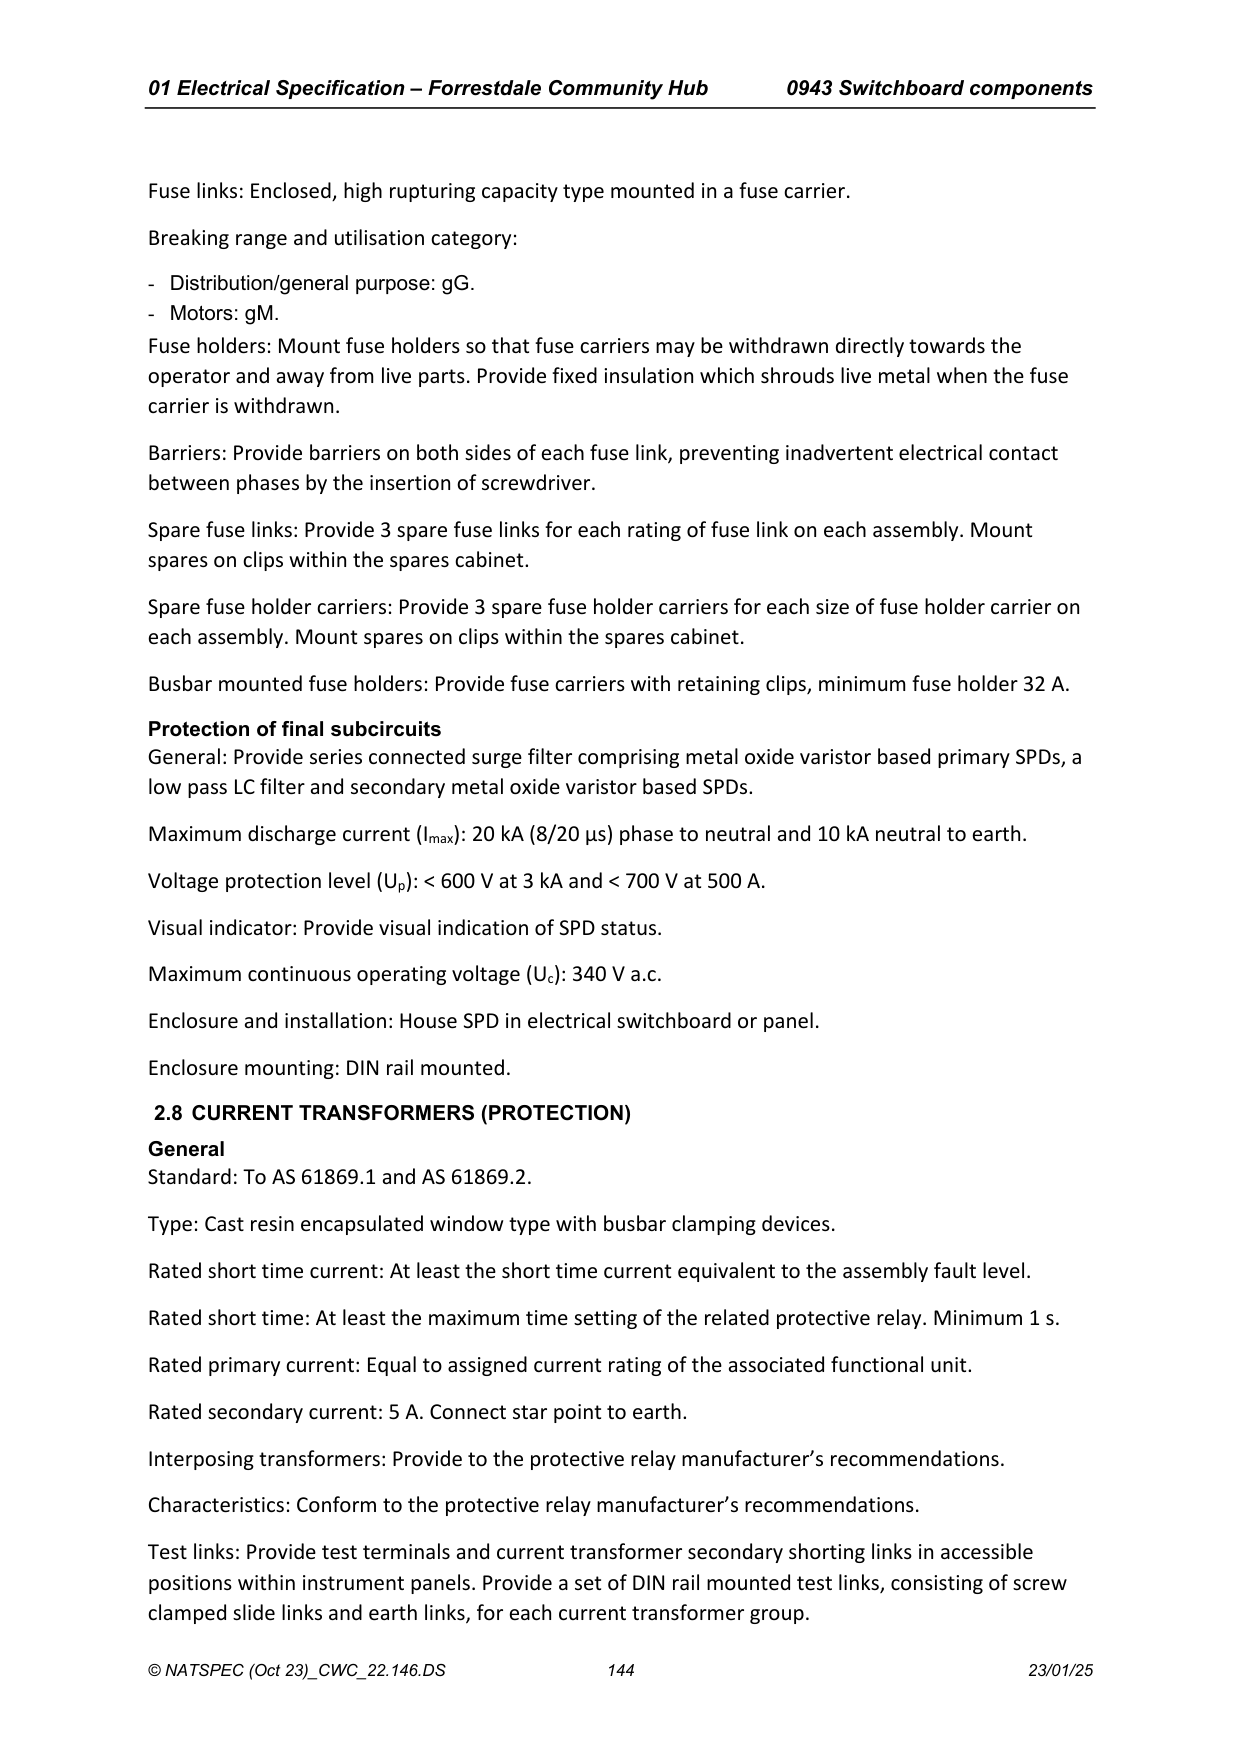 01 Electrical Specification – Forrestdale Community Hub 0943 Switchboard components
Fuse links: Enclosed, high rupturing capacity type mounted in a fuse carrier.
Breaking range and utilisation category:
- Distribution/general purpose: gG.
- Motors: gM.
Fuse holders: Mount fuse holders so that fuse carriers may be withdrawn directly towards the
operator and away from live parts. Provide fixed insulation which shrouds live metal when the fuse
carrier is withdrawn.
Barriers: Provide barriers on both sides of each fuse link, preventing inadvertent electrical contact
between phases by the insertion of screwdriver.
Spare fuse links: Provide 3 spare fuse links for each rating of fuse link on each assembly. Mount
spares on clips within the spares cabinet.
Spare fuse holder carriers: Provide 3 spare fuse holder carriers for each size of fuse holder carrier on
each assembly. Mount spares on clips within the spares cabinet.
Busbar mounted fuse holders: Provide fuse carriers with retaining clips, minimum fuse holder 32 A.
Protection of final subcircuits
General: Provide series connected surge filter comprising metal oxide varistor based primary SPDs, a
low pass LC filter and secondary metal oxide varistor based SPDs.
Maximum discharge current (Imax): 20 kA (8/20 μs) phase to neutral and 10 kA neutral to earth.
Voltage protection level (Up): < 600 V at 3 kA and < 700 V at 500 A.
Visual indicator: Provide visual indication of SPD status.
Maximum continuous operating voltage (Uc): 340 V a.c.
Enclosure and installation: House SPD in electrical switchboard or panel.
Enclosure mounting: DIN rail mounted.
2.8 CURRENT TRANSFORMERS (PROTECTION)
General
Standard: To AS 61869.1 and AS 61869.2.
Type: Cast resin encapsulated window type with busbar clamping devices.
Rated short time current: At least the short time current equivalent to the assembly fault level.
Rated short time: At least the maximum time setting of the related protective relay. Minimum 1 s.
Rated primary current: Equal to assigned current rating of the associated functional unit.
Rated secondary current: 5 A. Connect star point to earth.
Interposing transformers: Provide to the protective relay manufacturer’s recommendations.
Characteristics: Conform to the protective relay manufacturer’s recommendations.
Test links: Provide test terminals and current transformer secondary shorting links in accessible
positions within instrument panels. Provide a set of DIN rail mounted test links, consisting of screw
clamped slide links and earth links, for each current transformer group.
© NATSPEC (Oct 23)_CWC_22.146.DS 144 23/01/25